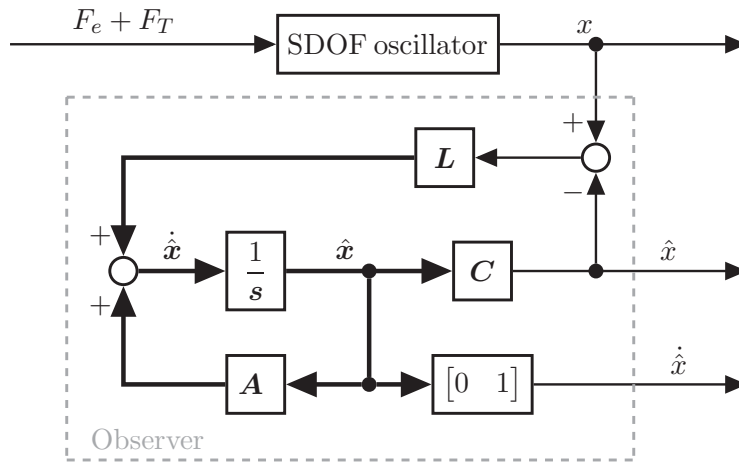 F_e + F_T
SDOF oscillator
x
+
L
−
+
ẋ̂
1/s
x̂
C
x̂
+
A
[0 1]
ẋ̂
Observer